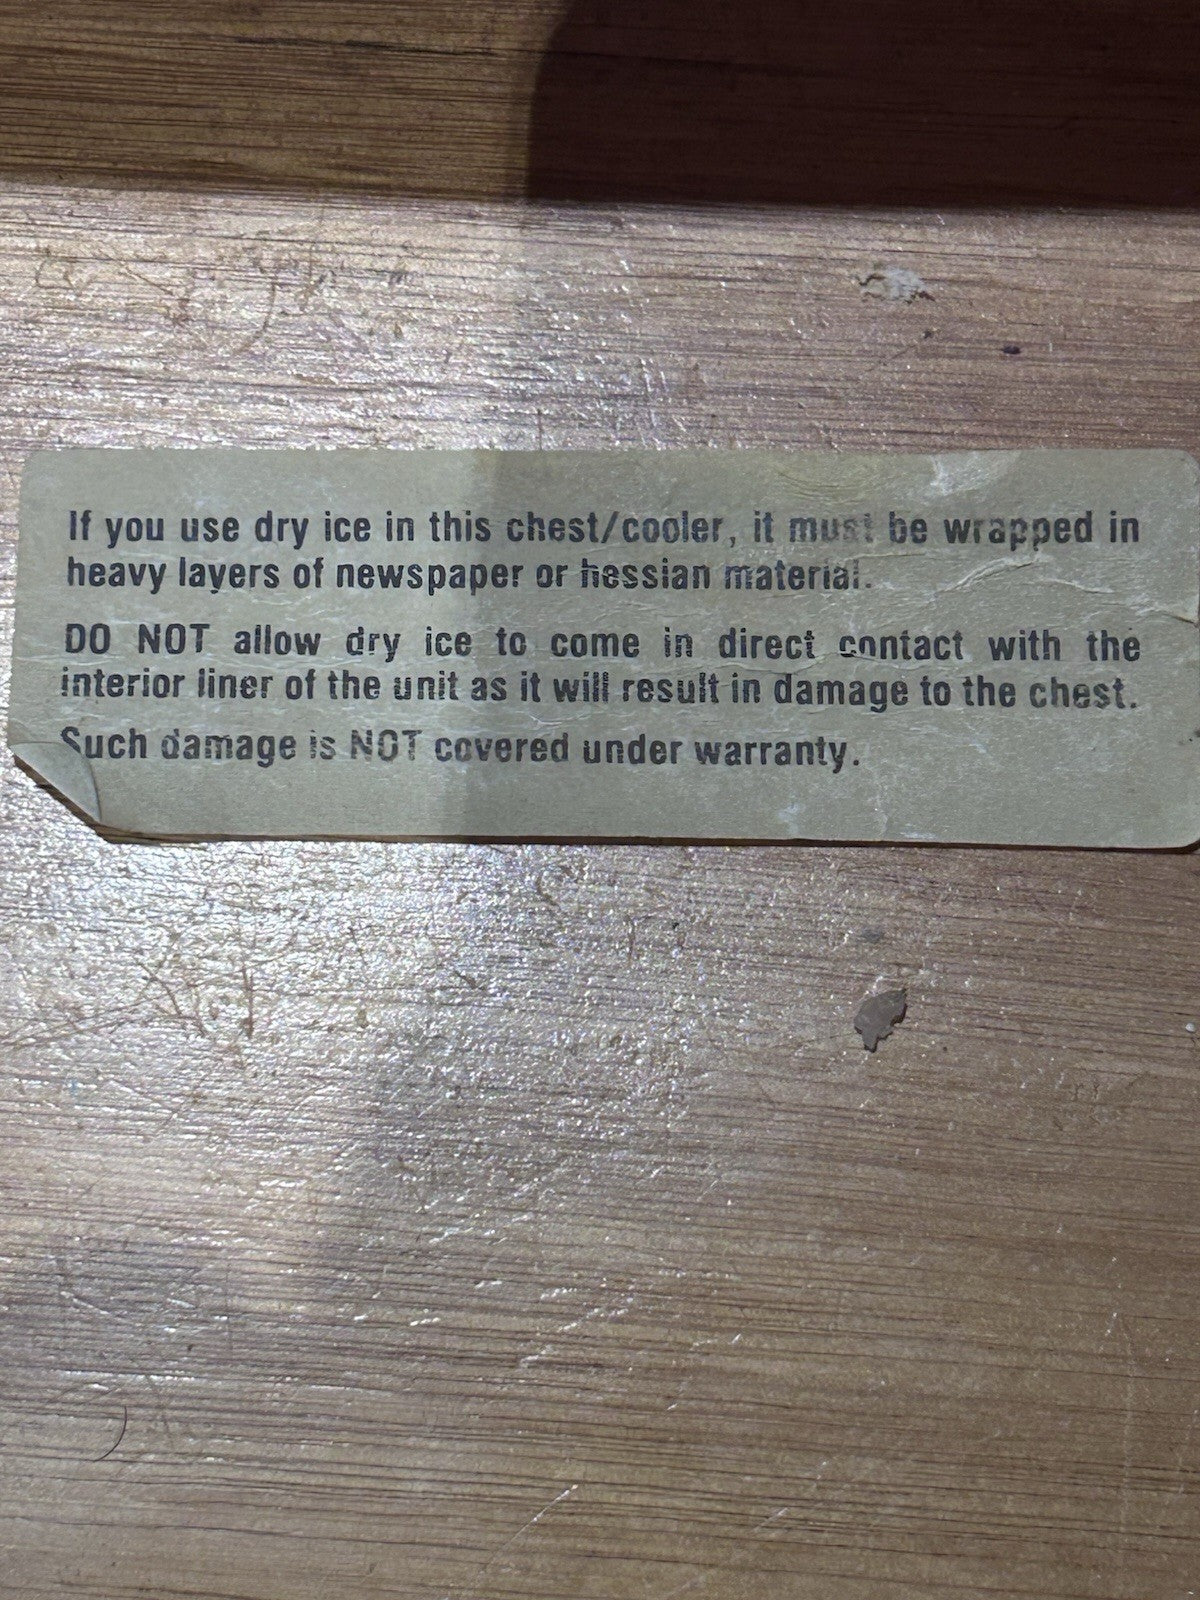 If you use dry ice in this chest/cooler, it must be wrapped in
heavy layers of newspaper or hessian material.
DO NOT allow dry ice to come in direct contact with the
interior liner of the unit as it will result in damage to the chest.
Such damage is NOT covered under warranty.